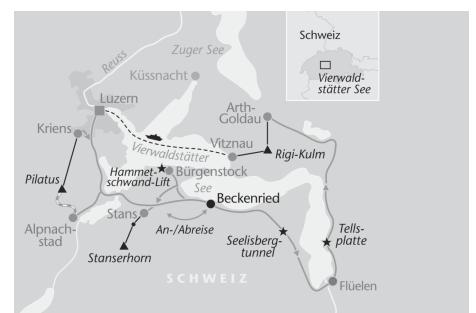 Schweiz
Vierwald-
stätter See
Zuger See
Reuss
Küssnacht
Luzern
Arth-
Goldau
Kriens
Vitznau
Vierwaldstätter
Rigi-Kulm
Hammet-
schwand-Lift
Bürgenstock
Pilatus
See
Beckenried
Stans
Alpnach-
stad
An-/Abreise
Tells-
platte
Seelisberg-
tunnel
Stanserhorn
SCHWEIZ
Flüelen